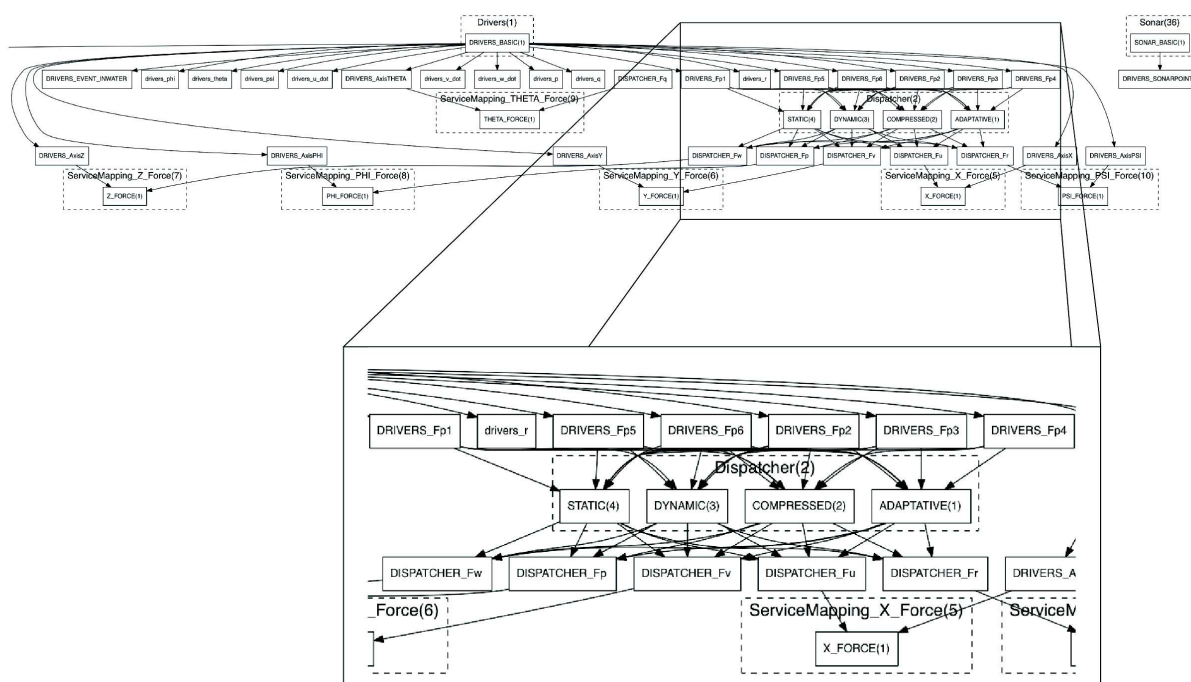 Drivers(1)
Sonar(36)
DRIVERS_BASIC(1)
SONAR_BASIC(1)
DRIVERS_EVENT_INWATER
drivers_phi
drivers_theta
drivers_psi
drivers_u_dot
DRIVERS_AxisTHETA
drivers_v_dot
drivers_w_dot
drivers_p
drivers_q
DISPATCHER_Fq
DRIVERS_Fp1
drivers_r
DRIVERS_Fp5
DRIVERS_Fp6
DRIVERS_Fp2
DRIVERS_Fp3
DRIVERS_Fp4
DRIVERS_SONARPOINT
ServiceMapping_THETA_Force(9)
Dispatcher(2)
THETA_FORCE(1)
STATIC(4)
DYNAMIC(3)
COMPRESSED(2)
ADAPTATIVE(1)
DRIVERS_AxisZ
DRIVERS_AxisPHI
DRIVERS_AxisY
DISPATCHER_Fw
DISPATCHER_Fp
DISPATCHER_Fv
DISPATCHER_Fu
DISPATCHER_Fr
DRIVERS_AxisX
DRIVERS_AxisPSI
ServiceMapping_Z_Force(7)
ServiceMapping_PHI_Force(8)
ServiceMapping_Y_Force(6)
ServiceMapping_X_Force(5)
ServiceMapping_PSI_Force(10)
Z_FORCE(1)
PHI_FORCE(1)
Y_FORCE(1)
X_FORCE(1)
PSI_FORCE(1)
DRIVERS_Fp1
drivers_r
DRIVERS_Fp5
DRIVERS_Fp6
DRIVERS_Fp2
DRIVERS_Fp3
DRIVERS_Fp4
Dispatcher(2)
STATIC(4)
DYNAMIC(3)
COMPRESSED(2)
ADAPTATIVE(1)
DISPATCHER_Fw
DISPATCHER_Fp
DISPATCHER_Fv
DISPATCHER_Fu
DISPATCHER_Fr
DRIVERS_A
_Force(6)
ServiceMapping_X_Force(5)
ServiceM
X_FORCE(1)